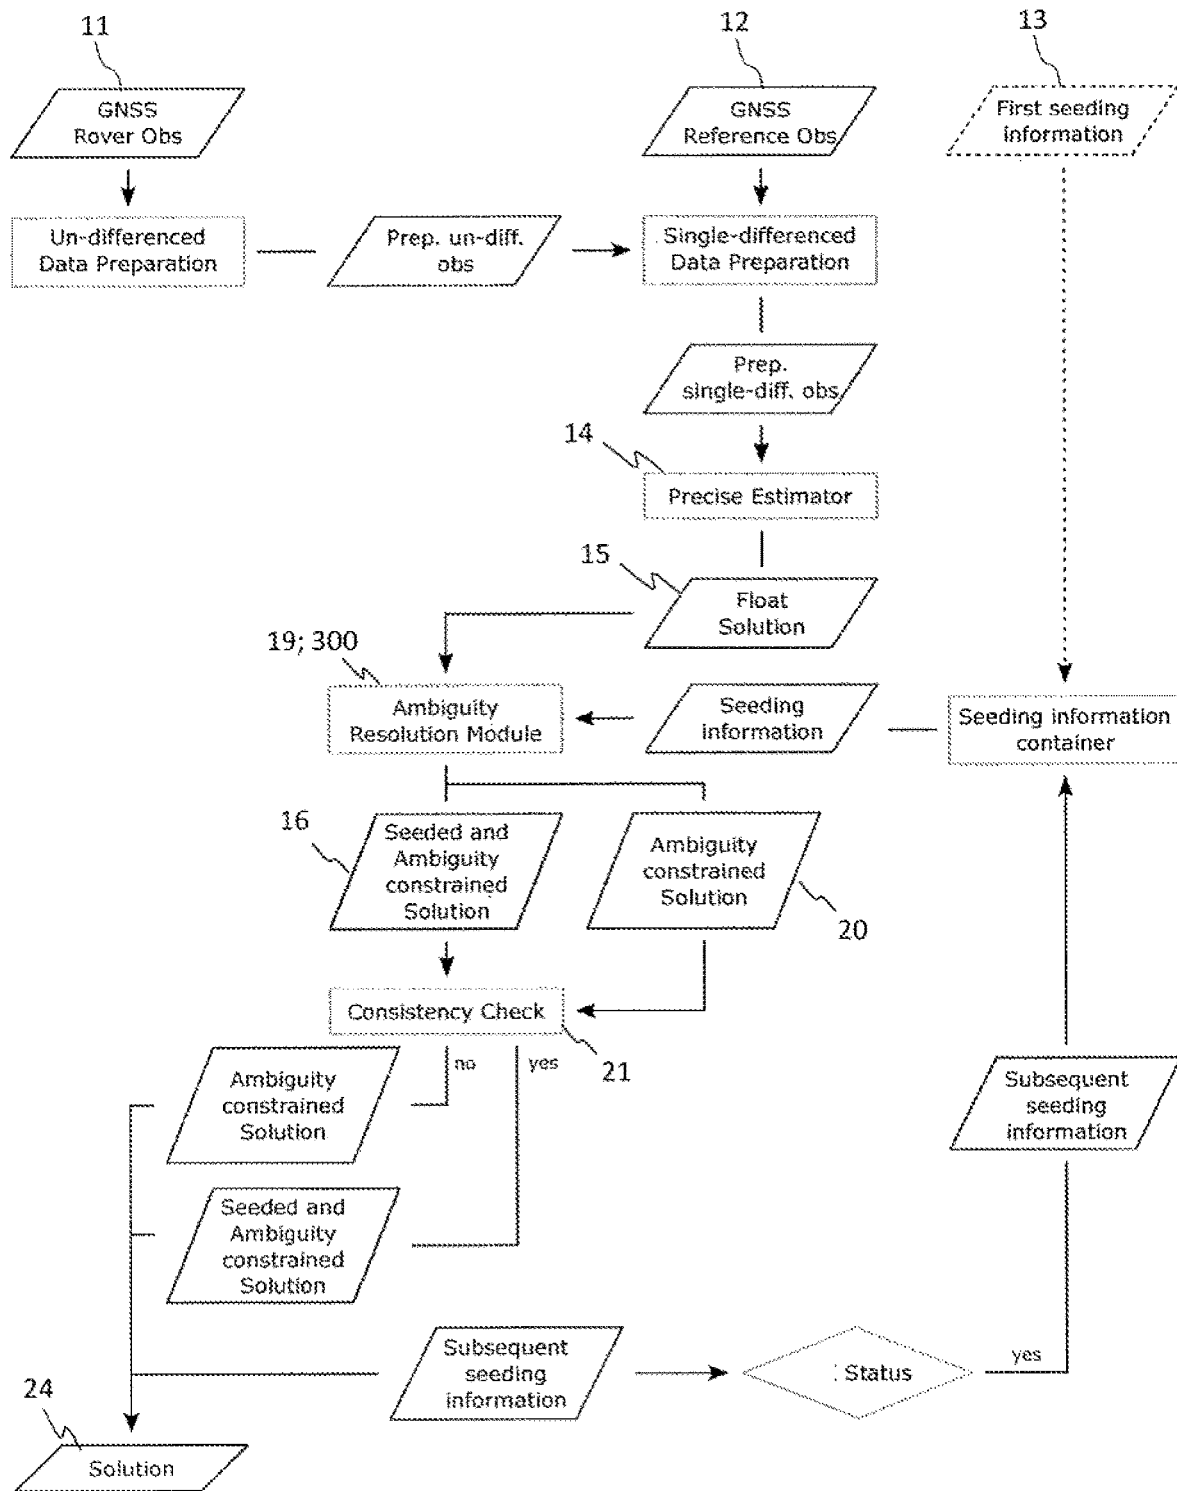 11
12
13
GNSS
Rover Obs
GNSS
Reference Obs
First seeding
information
Un-differenced
Data Preparation
Prep. un-diff.
obs
Single-differenced
Data Preparation
Prep.
single-diff. obs
14
Precise Estimator
15
Float
Solution
19; 300
Ambiguity
Resolution Module
Seeding
information
Seeding information
container
16
Seeded and
Ambiguity
constrained
Solution
Ambiguity
constrained
Solution
20
Consistency Check
21
no
yes
Ambiguity
constrained
Solution
Subsequent
seeding
information
Seeded and
Ambiguity
constrained
Solution
Subsequent
seeding
information
Status
yes
24
Solution